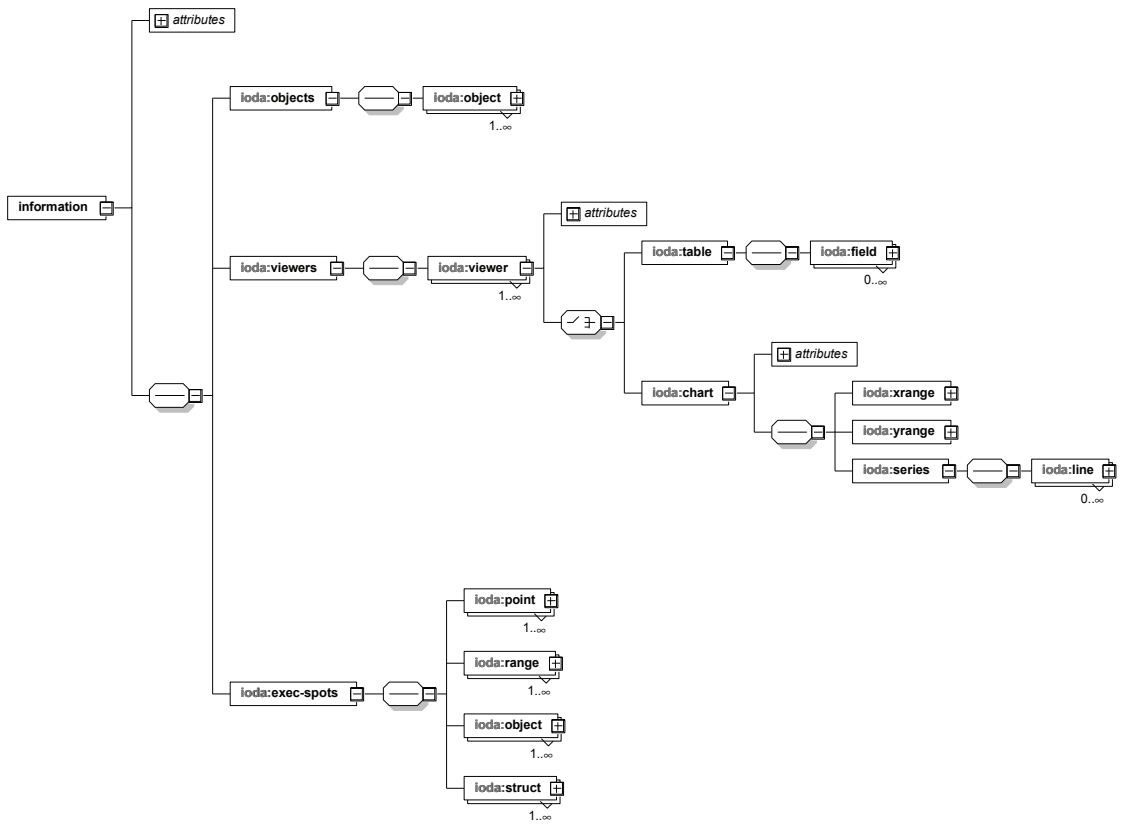 attributes
ioda:objects
ioda:object
1..∞
information
attributes
ioda:viewers
ioda:viewer
1..∞
ioda:table
ioda:field
0..∞
attributes
ioda:chart
ioda:xrange
ioda:yrange
ioda:series
ioda:line
0..∞
ioda:point
1..∞
ioda:range
1..∞
ioda:exec-spots
ioda:object
1..∞
ioda:struct
1..∞